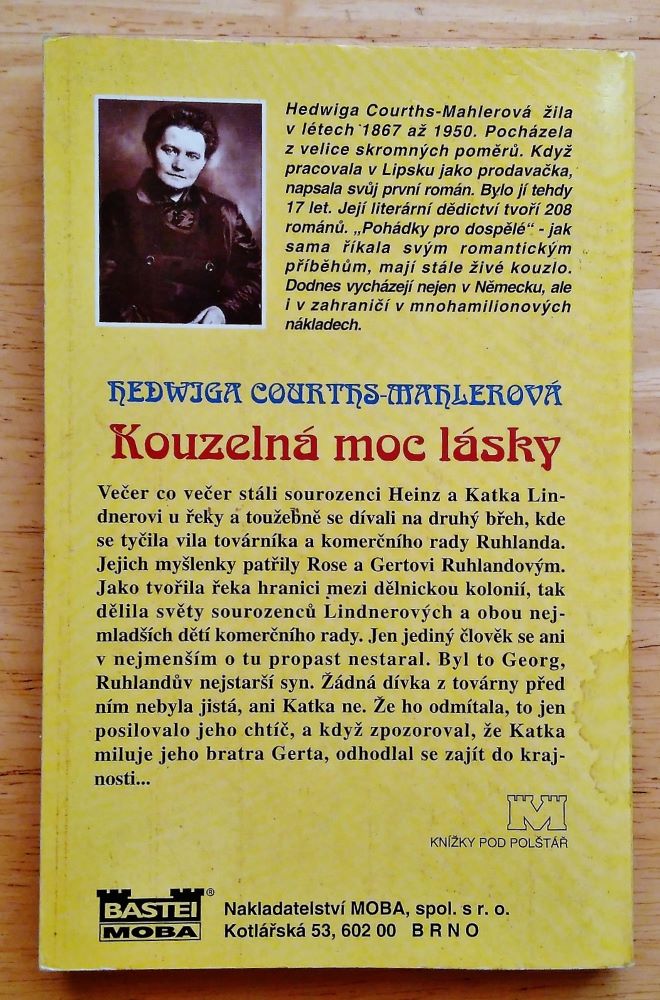 Hedwiga Courths-Mahlerová žila
v létech 1867 až 1950. Pocházela
z velice skromných poměrů. Když
pracovala v Lipsku jako prodavačka,
napsala svůj první román. Bylo jí tehdy
17 let. Její literární dědictví tvoří 208
románů. „Pohádky pro dospělé“ - jak
sama říkala svým romantickým
příběhům, mají stále živé kouzlo.
Dodnes vycházejí nejen v Německu, ale
i v zahraničí v mnohamilionových
nákladech.
HEDWIGA COURTHS-MAHLEROVÁ
Kouzelná moc lásky
Večer co večer stáli sourozenci Heinz a Katka Lin-
dnerovi u řeky a toužebně se dívali na druhý břeh, kde
se tyčila vila továrníka a komerčního rady Ruhlanda.
Jejich myšlenky patřily Rose a Gertovi Ruhlandovým.
Jako tvořila řeka hranici mezi dělnickou kolonií, tak
dělila světy sourozenců Lindnerových a obou nej-
mladších dětí komerčního rady. Jen jediný člověk se ani
v nejmenším o tu propast nestaral. Byl to Georg,
Ruhlandův nejstarší syn. Žádná dívka z továrny před
ním nebyla jistá, ani Katka ne. Že ho odmítala, to jen
posilovalo jeho chtíč, a když zpozoroval, že Katka
miluje jeho bratra Gerta, odhodlal se zajít do kraj-
nosti...
M
KNÍŽKY POD POLŠTÁŘ
BASTEI ®
MOBA
Nakladatelství MOBA, spol. s r. o.
Kotlářská 53, 602 00 BRNO